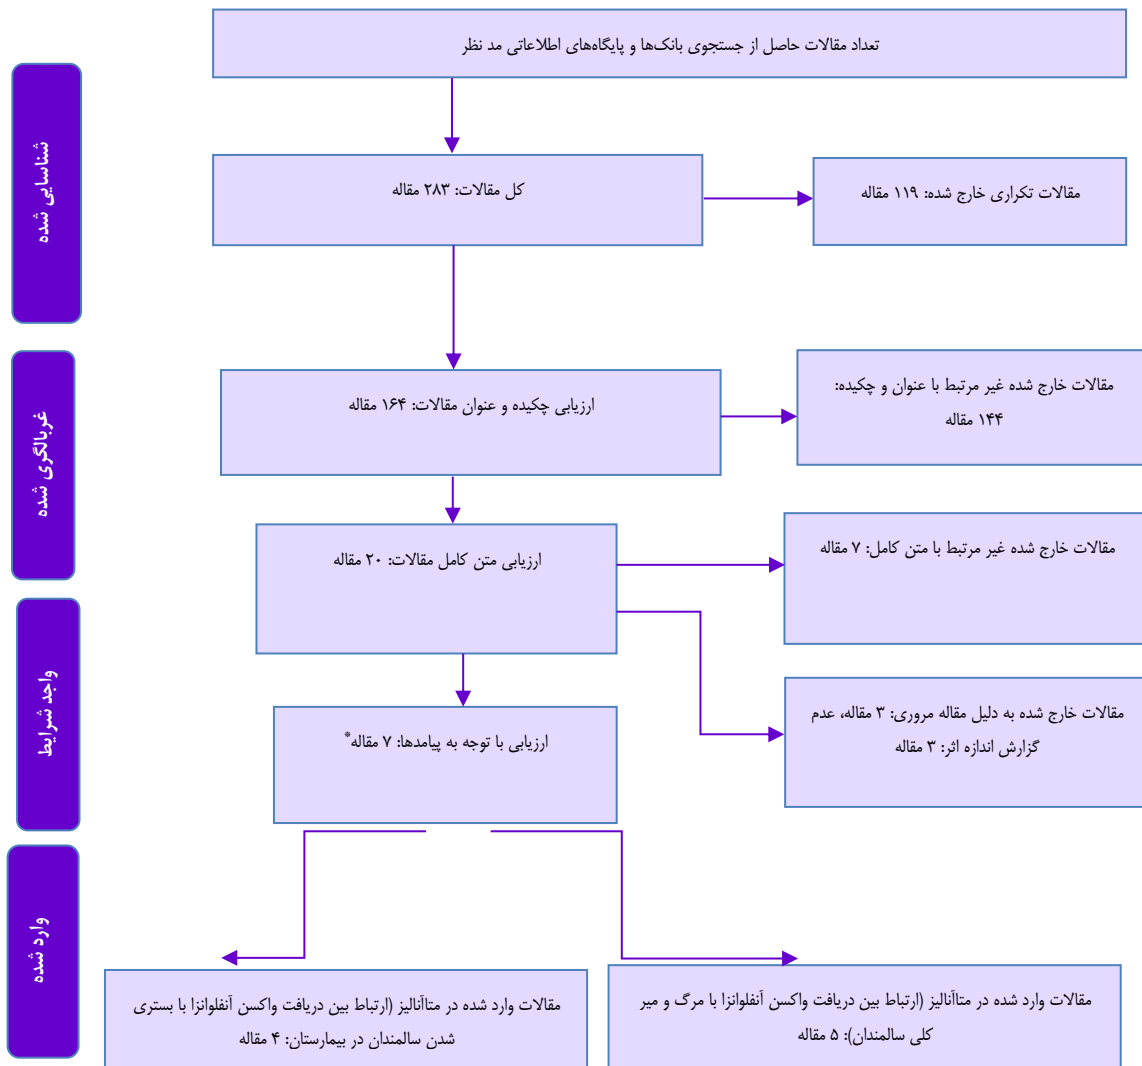 تعداد مقالات حاصل از جستجوی بانک‌ها و پایگاه‌های اطلاعاتی مد نظر
شناسایی شده
کل مقالات: ۲۸۳ مقاله
مقالات تکراری خارج شده: ۱۱۹ مقاله
غربالگری شده
ارزیابی چکیده و عنوان مقالات: ۱۶۴ مقاله
مقالات خارج شده غیر مرتبط با عنوان و چکیده:
۱۴۴ مقاله
ارزیابی متن کامل مقالات: ۲۰ مقاله
مقالات خارج شده غیر مرتبط با متن کامل: ۷ مقاله
واجد شرایط
مقالات خارج شده به دلیل مقاله مروری: ۳ مقاله، عدم
گزارش اندازه اثر: ۳ مقاله
ارزیابی با توجه به پیامدها: ۷ مقاله*
وارد شده
مقالات وارد شده در متاآنالیز (ارتباط بین دریافت واکسن آنفلوانزا با مرگ و میر
کلی سالمندان): ۵ مقاله
مقالات وارد شده در متاآنالیز (ارتباط بین دریافت واکسن آنفلوانزا با بستری
شدن سالمندان در بیمارستان: ۴ مقاله